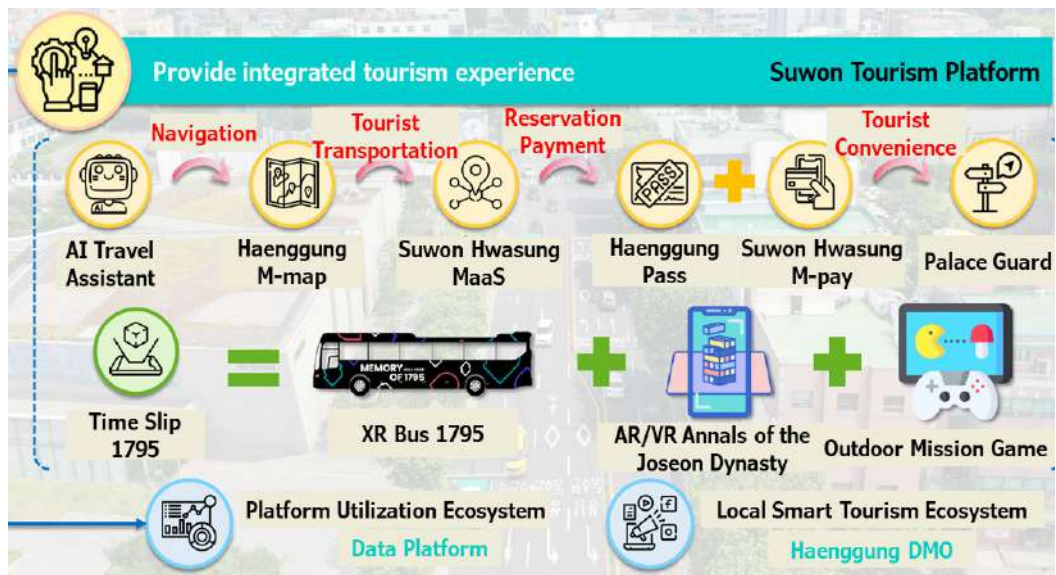 Provide integrated tourism experience
Suwon Tourism Platform
Navigation
Tourist
Transportation
Reservation
Payment
Tourist
Convenience
AI
PASS
AI Travel
Assistant
Haenggung
M-map
Suwon Hwasung
MaaS
Haenggung
Pass
Suwon Hwasung
M-pay
Palace Guard
MEMORY
OF 1795
Time Slip
1795
XR Bus 1795
AR/VR Annals of the
Joseon Dynasty
Outdoor Mission Game
Platform Utilization Ecosystem
Data Platform
Local Smart Tourism Ecosystem
Haenggung DMO